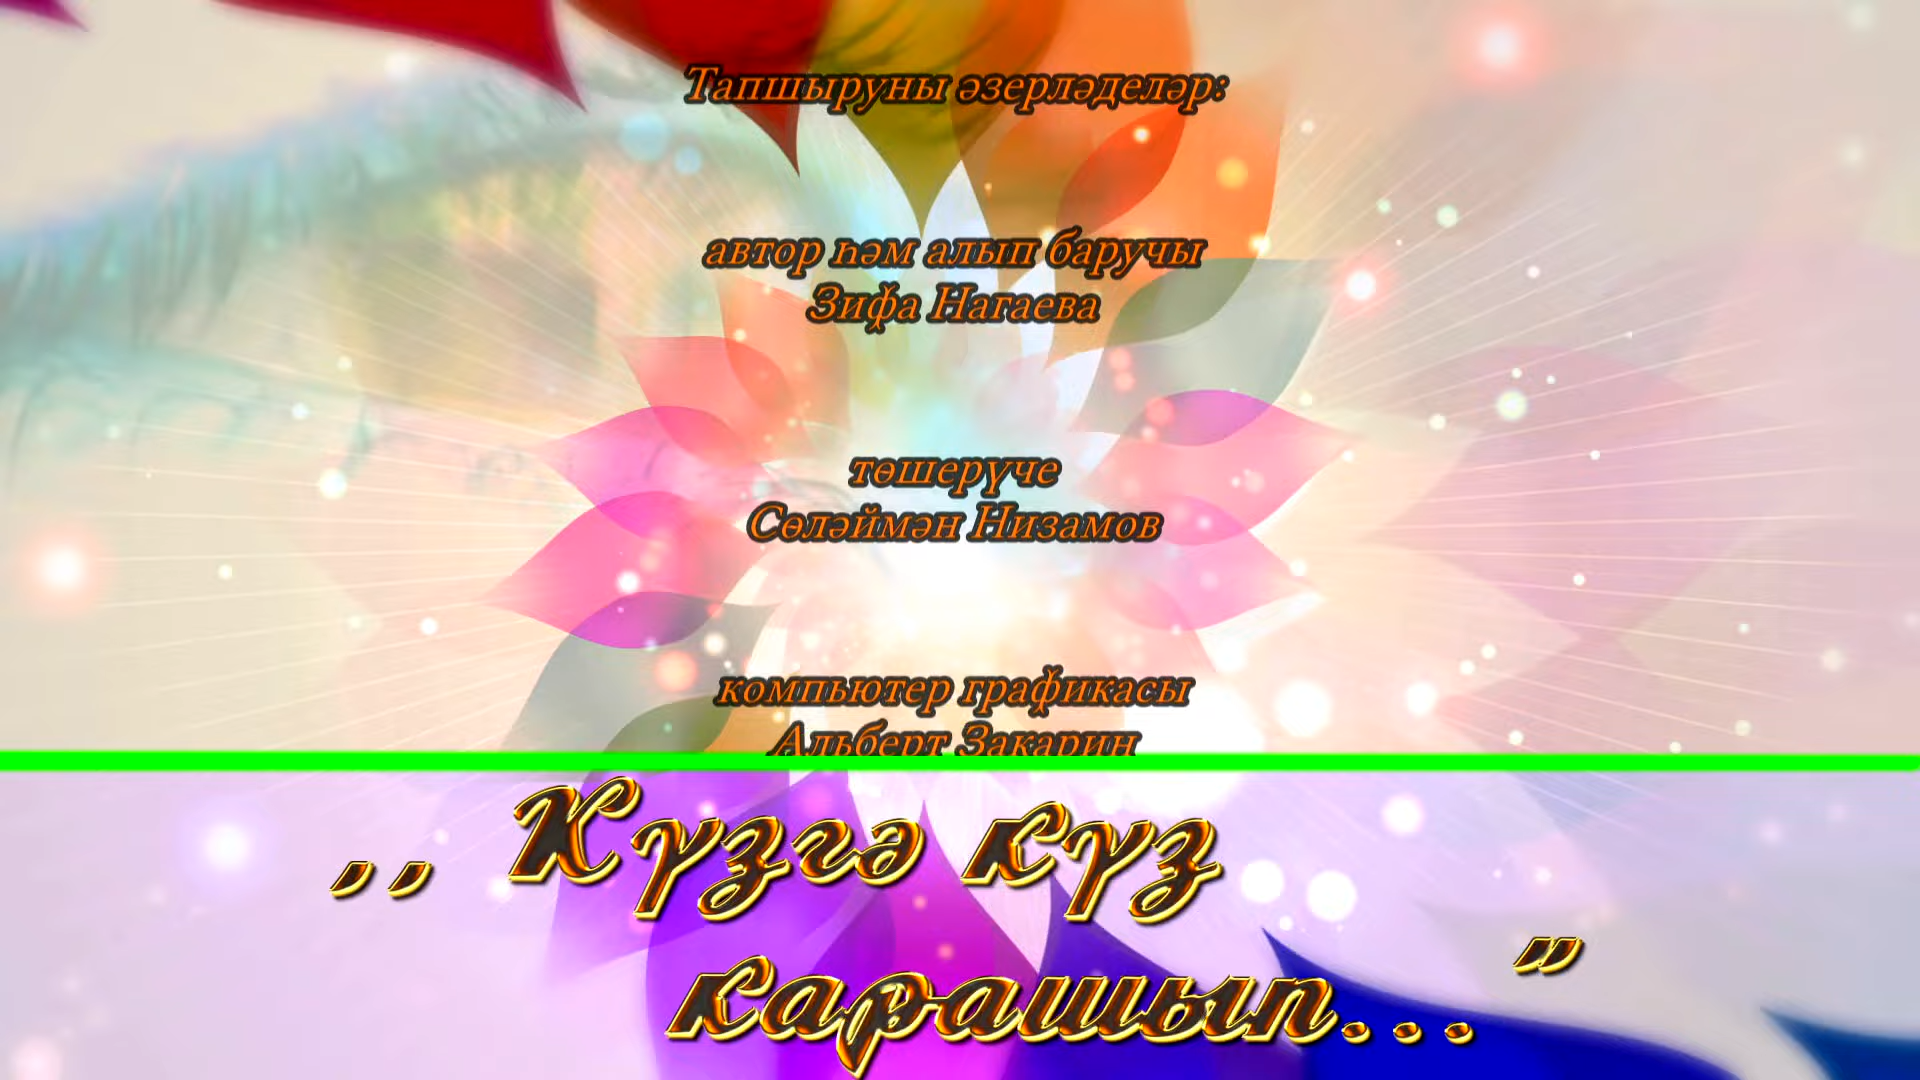 Тапшыруны әзерләделәр:
автор һәм алып баручы
Зифа Нагаева
төшерүче
Сөләймән Низамов
компьютер графикасы
Альберт Закарин
,, Күзгә күз
карашып..."